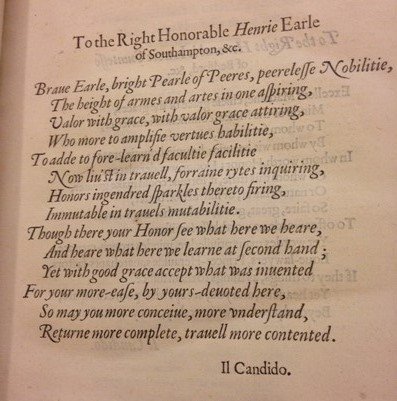 To the Right Honorable Henrie Earle
of Southampton, &c.
Braue Earle, bright Pearle of Peeres, peerelesse Nobilitie,
The height of armes and artes in one aspiring,
Valor with grace, with valor grace attiring,
Who more to amplifie vertues habilitie,
To adde to fore-learn'd facultie facilitie
Now liu'st in trauell, forraine rytes inquiring,
Honors ingendred sparkles thereto firing,
Immutable in trauels mutabilitie.
Though there your Honor see what here we heare,
And heare what here we learne at second hand;
Yet with good grace accept what was inuented
For your more-ease, by yours-deuoted here,
So may you more conceiue, more vnderstand,
Returne more complete, trauell more contented.
Il Candido.